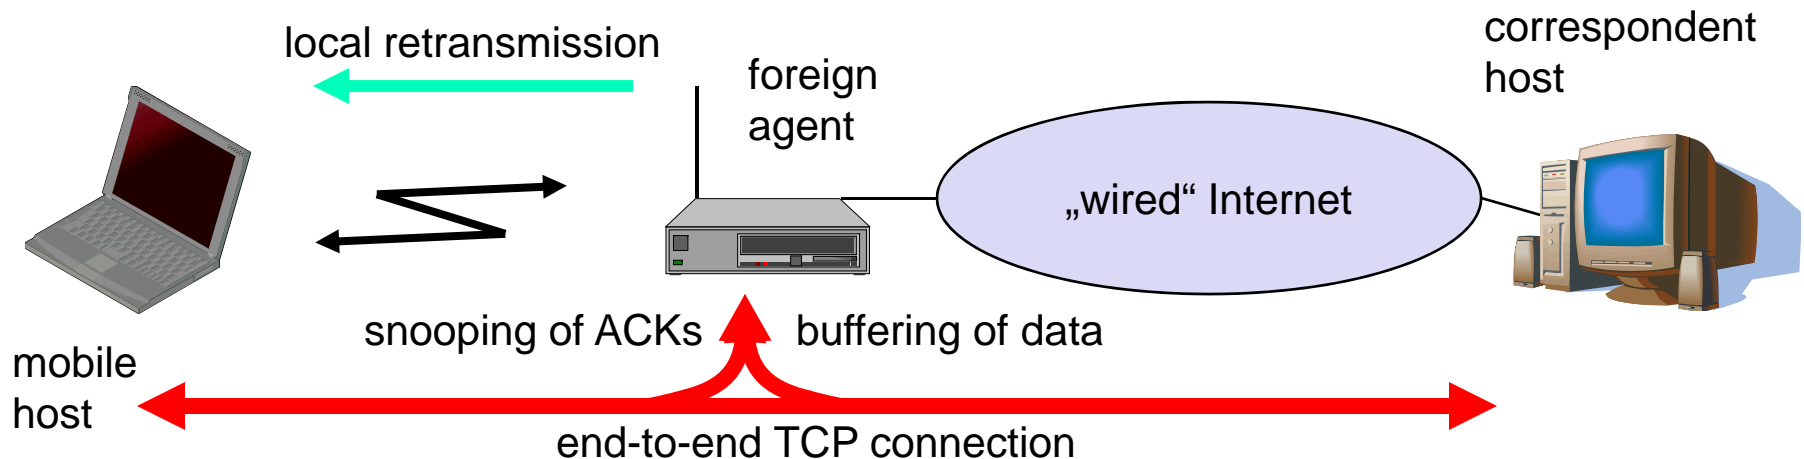 local retransmission
correspondent
host
foreign
agent
„wired“ Internet
snooping of ACKs
buffering of data
mobile
host
end-to-end TCP connection